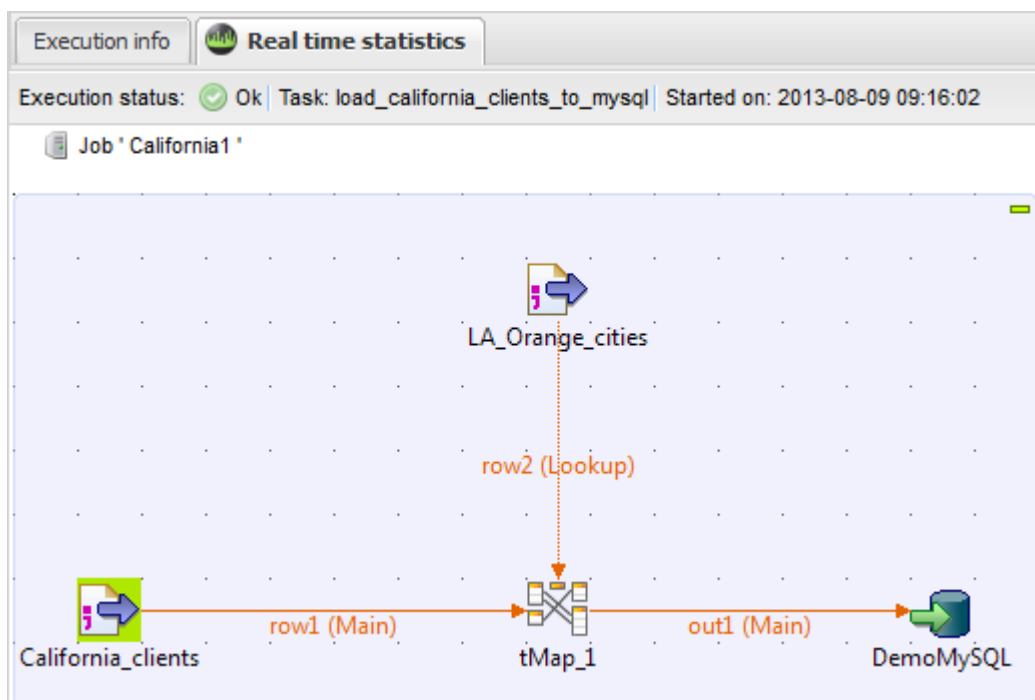 Execution info
Real time statistics
Execution status: Ok Task: load_california_clients_to_mysql Started on: 2013-08-09 09:16:02
Job ' California1 '
LA_Orange_cities
row2 (Lookup)
row1 (Main)
out1 (Main)
California_clients
tMap_1
DemoMySQL